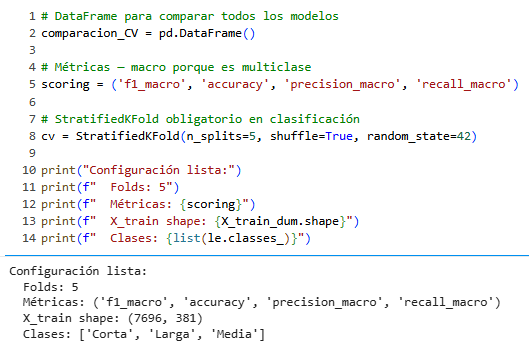 1 # DataFrame para comparar todos los modelos
2 comparacion_CV = pd.DataFrame()
3
4 # Métricas — macro porque es multiclase
5 scoring = ('f1_macro', 'accuracy', 'precision_macro', 'recall_macro')
6
7 # StratifiedKFold obligatorio en clasificación
8 cv = StratifiedKFold(n_splits=5, shuffle=True, random_state=42)
9
10 print("Configuración lista:")
11 print(f"  Folds: 5")
12 print(f"  Métricas: {scoring}")
13 print(f"  X_train shape: {X_train_dum.shape}")
14 print(f"  Clases: {list(le.classes_)}")
Configuración lista:
  Folds: 5
  Métricas: ('f1_macro', 'accuracy', 'precision_macro', 'recall_macro')
  X_train shape: (7696, 381)
  Clases: ['Corta', 'Larga', 'Media']